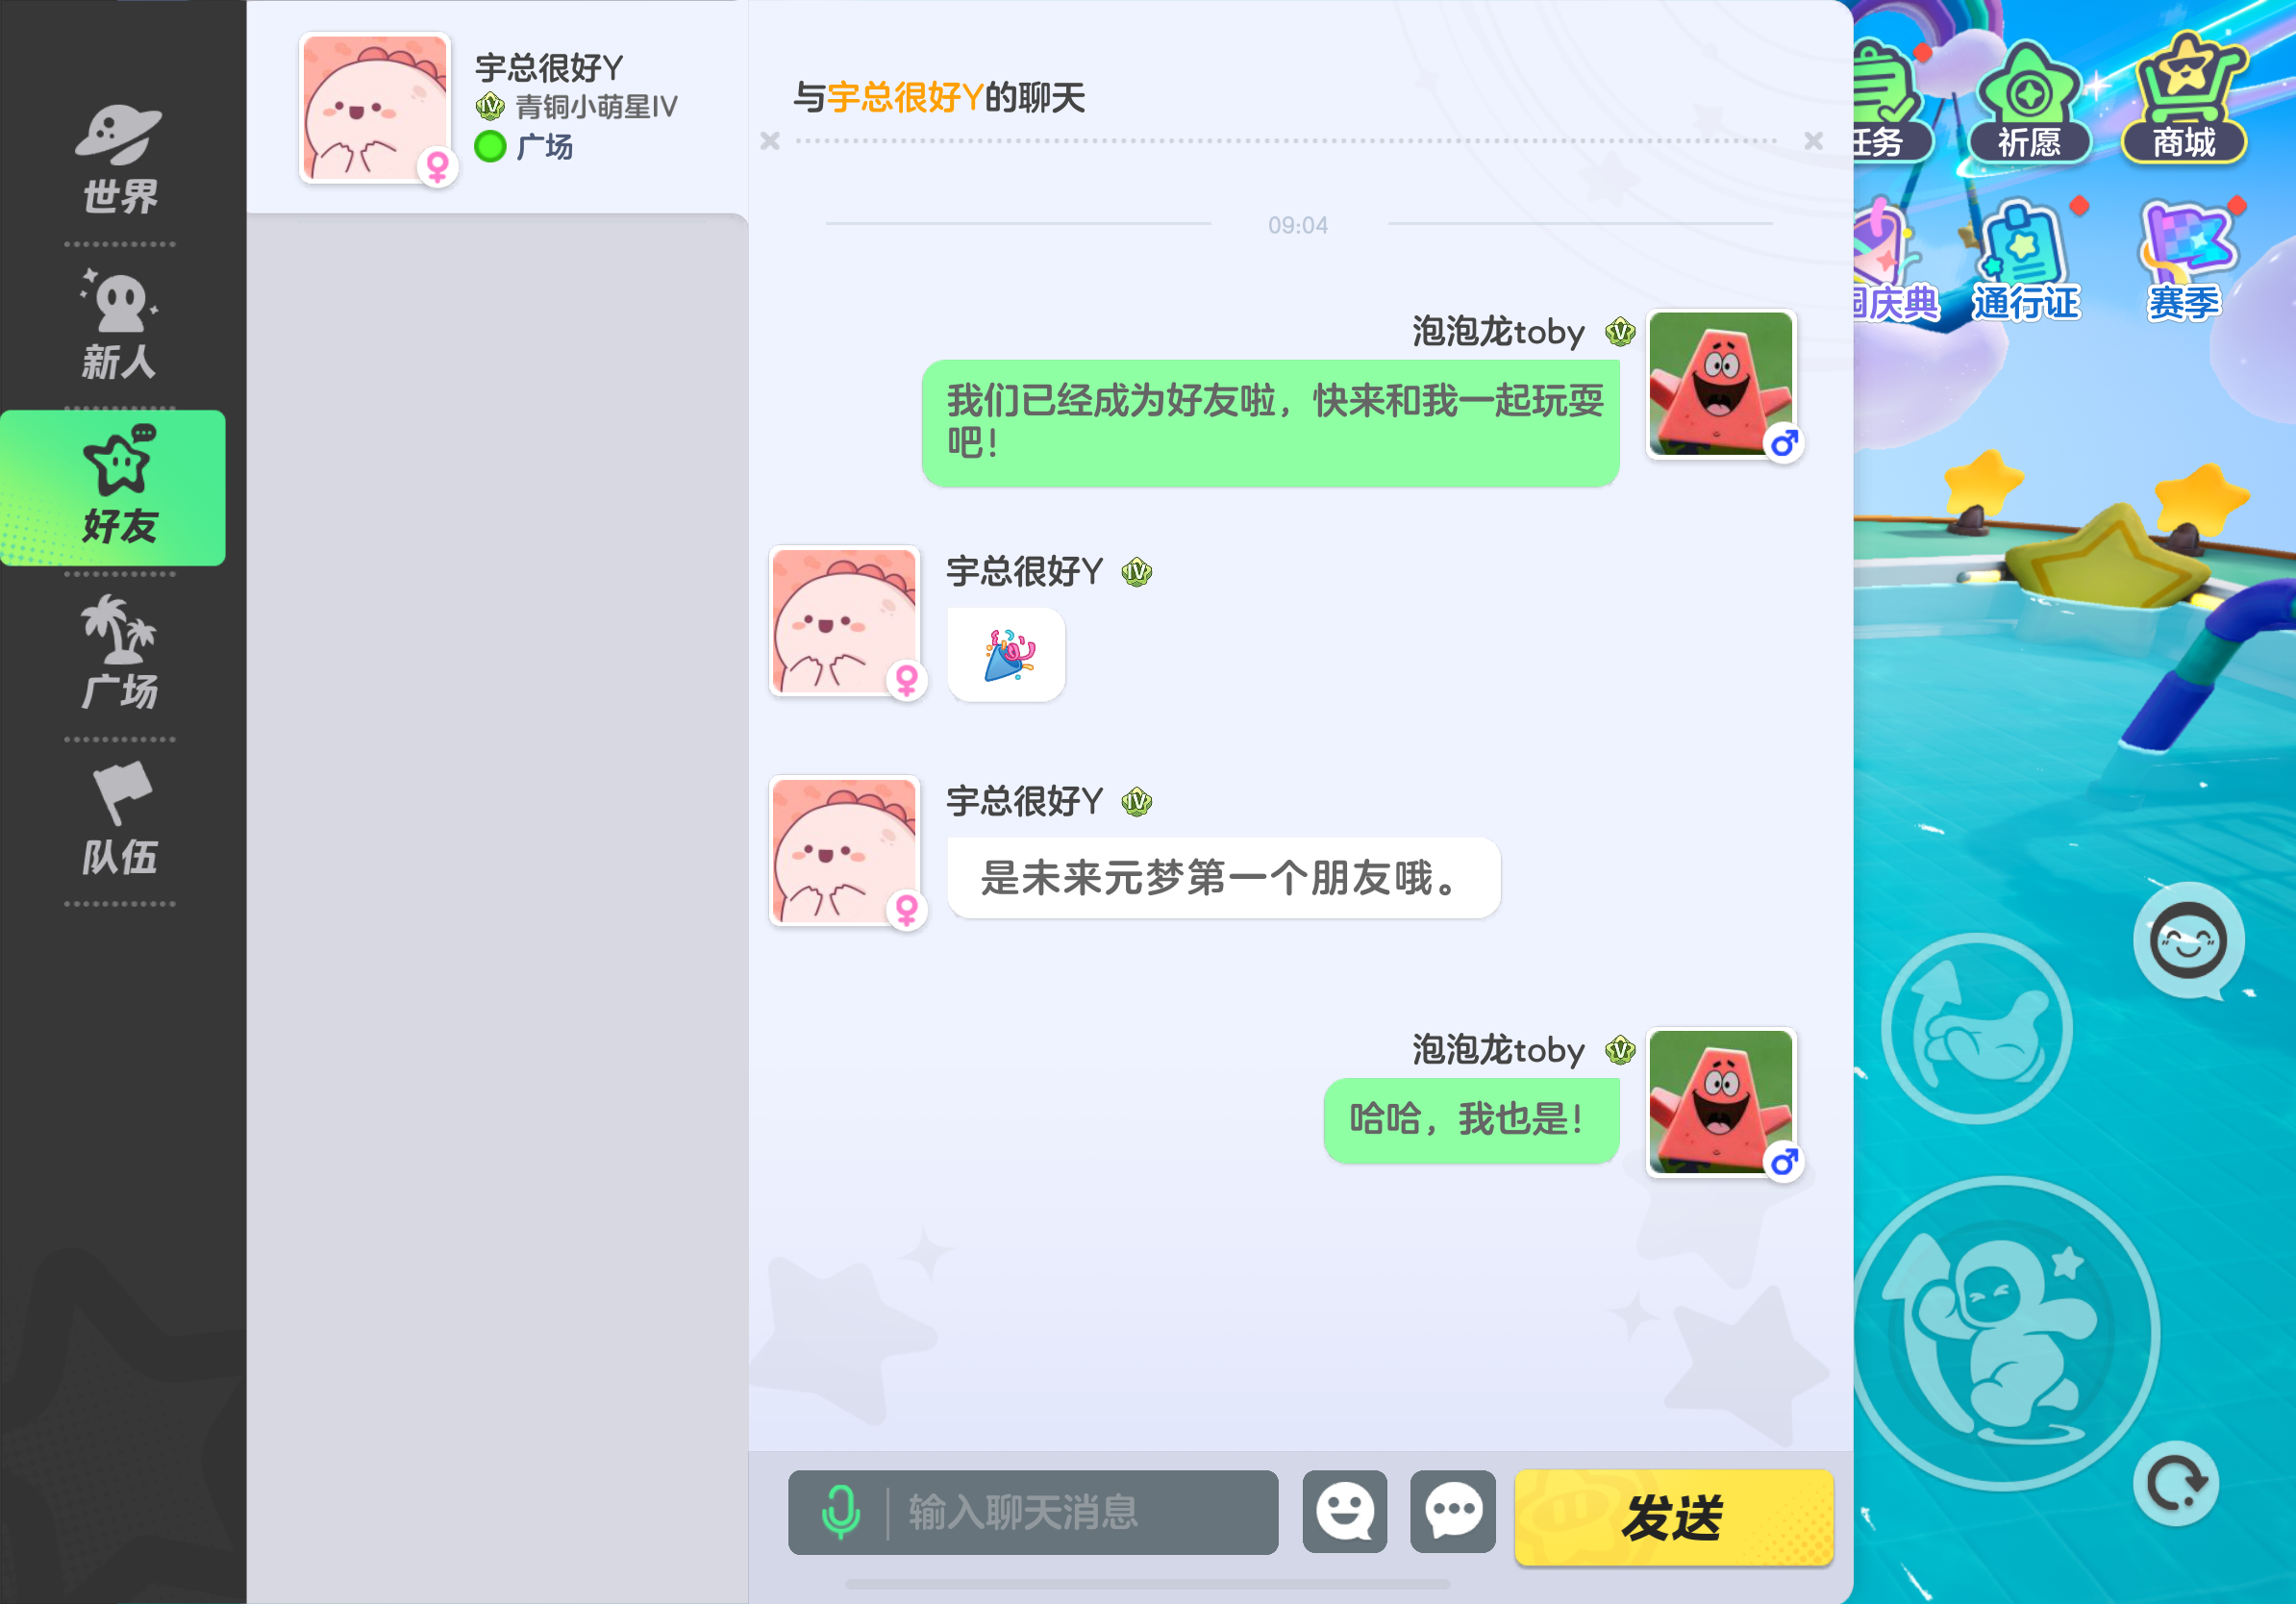 世界
新人
好友
广场
队伍
宇总很好Y
IV 青铜小萌星IV
广场
与宇总很好Y的聊天
09:04
泡泡龙toby V
我们已经成为好友啦，快来和我一起玩耍
吧！
宇总很好Y IV
宇总很好Y IV
是未来元梦第一个朋友哦。
泡泡龙toby V
哈哈，我也是！
输入聊天消息
发送
任务
祈愿
商城
庆典
通行证
赛季